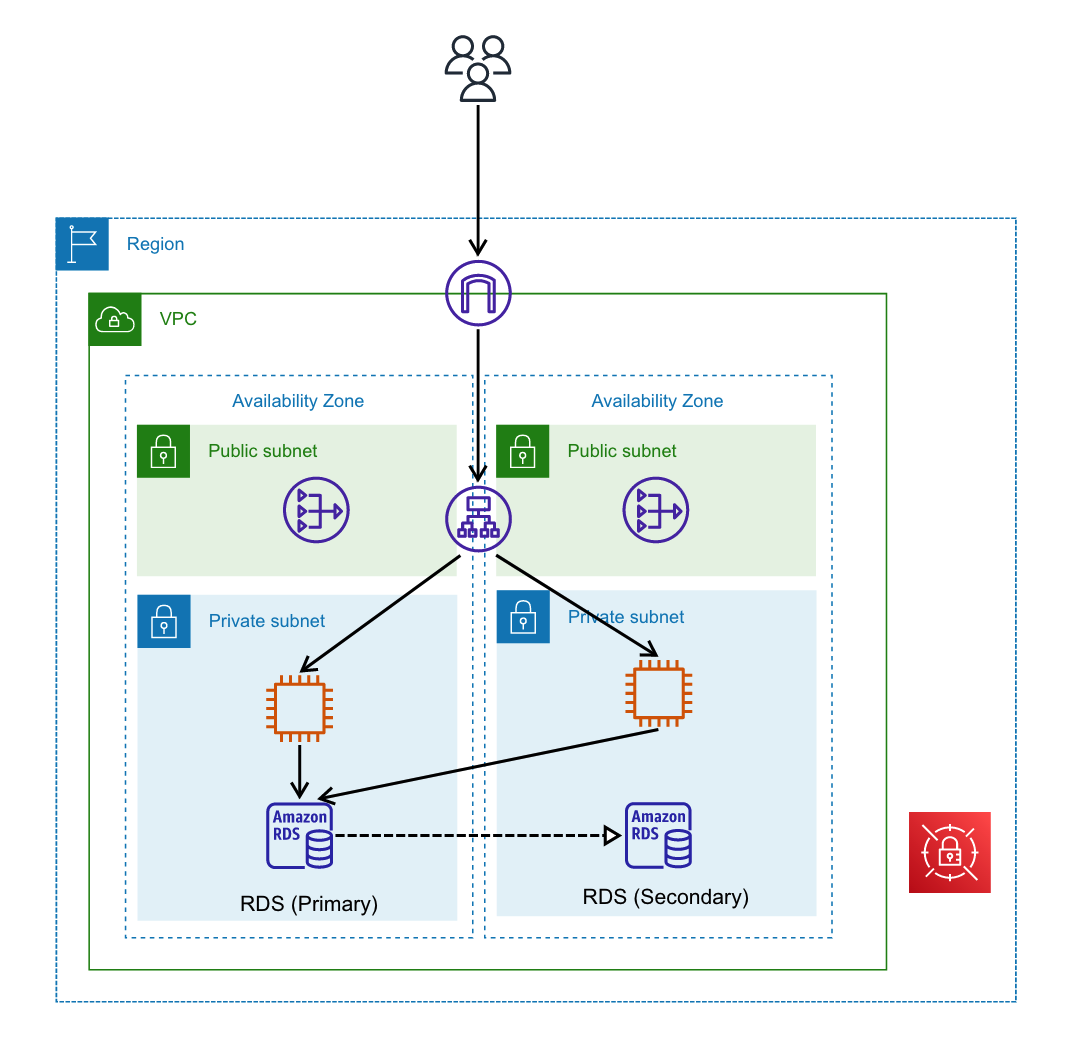 Region
VPC
Availability Zone
Availability Zone
Public subnet
Public subnet
Private subnet
Private subnet
Amazon
RDS
Amazon
RDS
RDS (Primary)
RDS (Secondary)